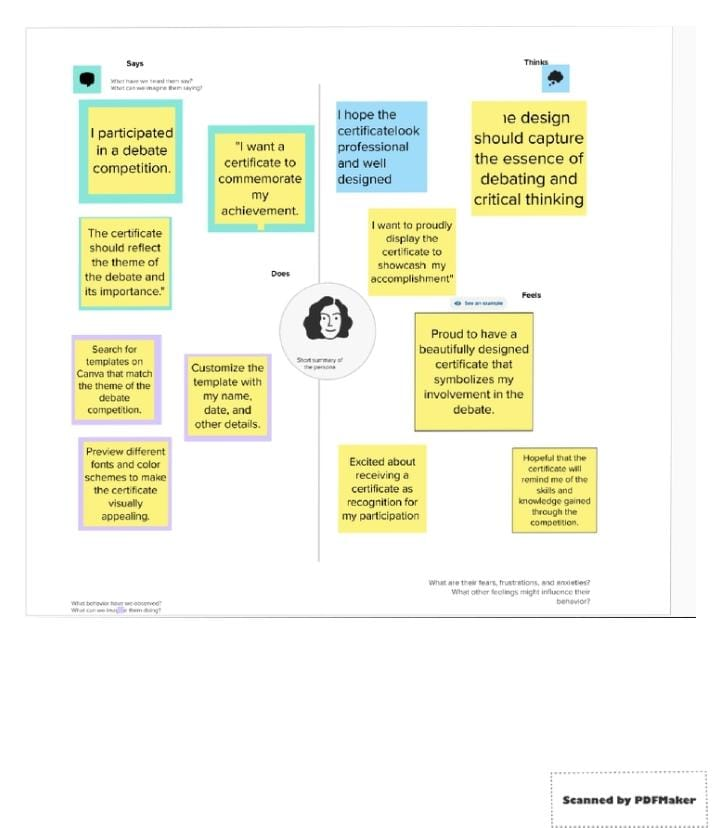 Says
What have we heard them say?
What can we imagine them saying?
I participated
in a debate
competition.
"I want a
certificate to
commemorate
my
achievement.
The certificate
should reflect
the theme of
the debate and
its importance."
Thinks
I hope the
certificatelook
professional
and well
designed
design
should capture
the essence of
debating and
critical thinking
I want to proudly
display the
certificate to
showcash my
accomplishment"
Does
Short summary of
the persona
Search for
templates on
Canva that match
the theme of the
debate
competition.
Customize the
template with
my name,
date, and
other details.
Preview different
fonts and color
schemes to make
the certificate
visually
appealing.
What behavior have we observed?
What can we imagine them doing?
See an example
Feels
Proud to have a
beautifully designed
certificate that
symbolizes my
involvement in the
debate.
Excited about
receiving a
certificate as
recognition for
my participation
Hopeful that the
certificate will
remind me of the
skills and
knowledge gained
through the
competition.
What are their fears, frustrations, and anxieties?
What other feelings might influence their
behavior?
Scanned by PDFMaker